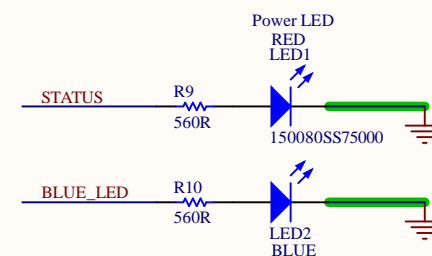 Power LED
RED
LED1
STATUS
R9
560R
150080SS75000
BLUE_LED
R10
560R
LED2
BLUE